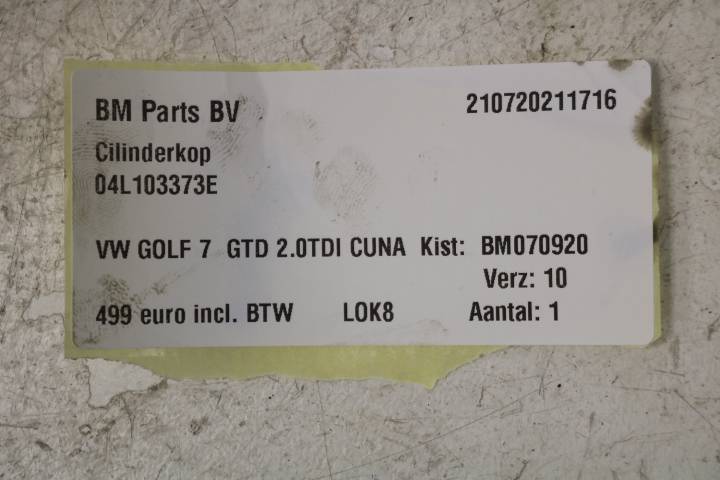 BM Parts BV 210720211716
Cilinderkop
04L103373E
VW GOLF 7 GTD 2.0TDI CUNA Kist: BM070920
Verz: 10
499 euro incl. BTW LOK8 Aantal: 1